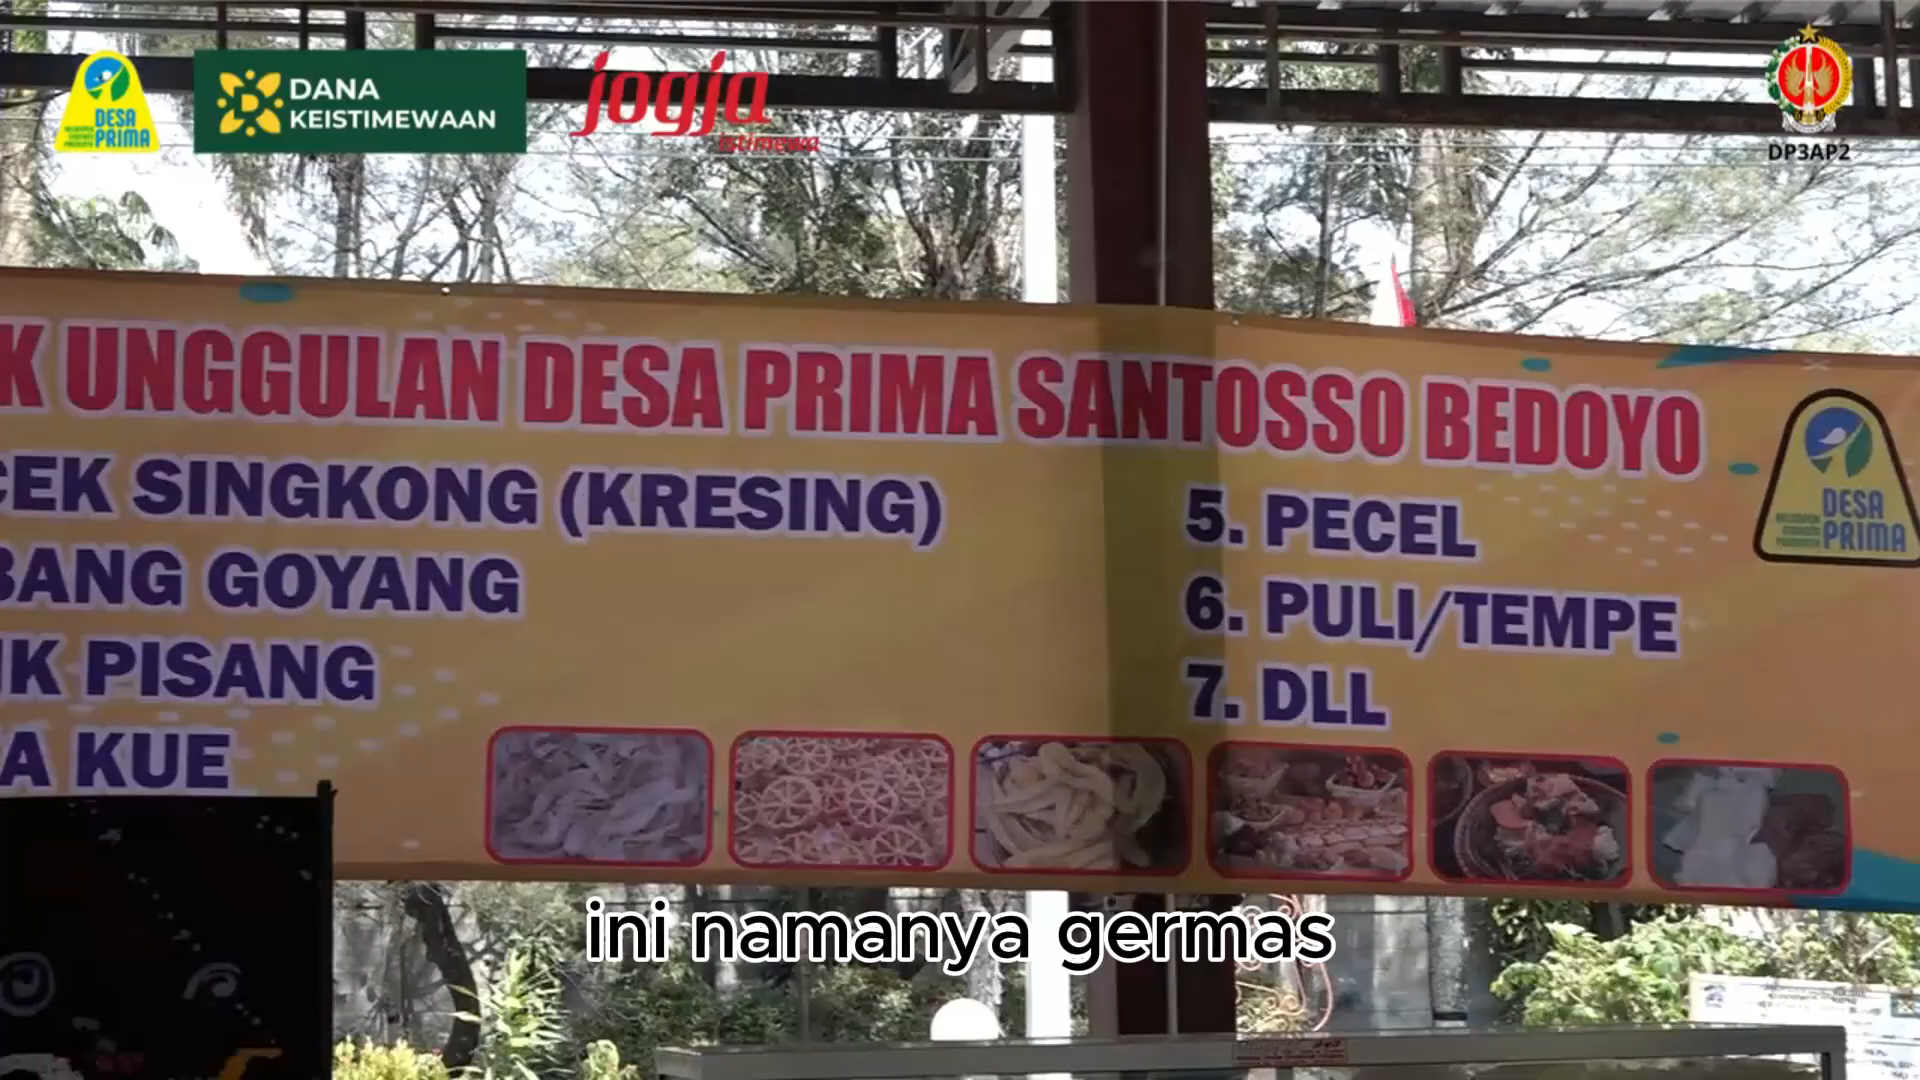 DESA
PRIMA
DANA
KEISTIMEWAAN
jogja
istimewa
DP3AP2
K UNGGULAN DESA PRIMA SANTOSSO BEDOYO
CEK SINGKONG (KRESING)
BANG GOYANG
IK PISANG
A KUE
5. PECEL
6. PULI/TEMPE
7. DLL
DESA
PRIMA
ini namanya germas